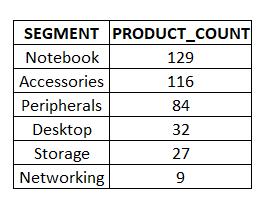 SEGMENT PRODUCT_COUNT
Notebook 129
Accessories 116
Peripherals 84
Desktop 32
Storage 27
Networking 9